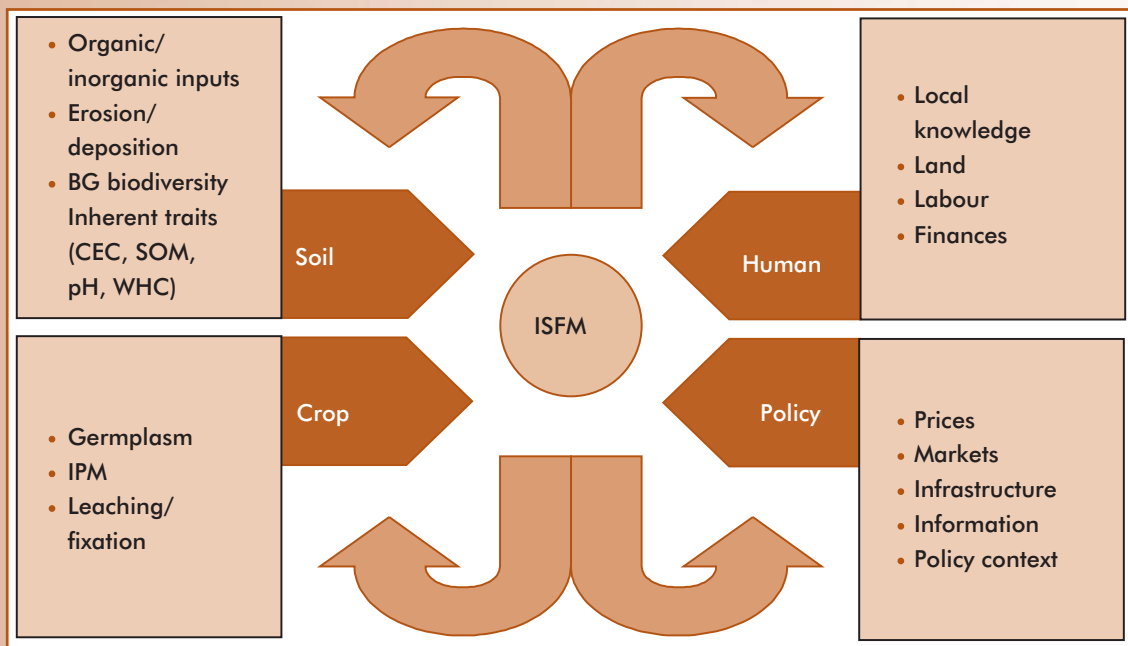 • Organic/
inorganic inputs
• Erosion/
deposition
• BG biodiversity
Inherent traits
(CEC, SOM,
pH, WHC)
Soil
• Germplasm
• IPM
• Leaching/
fixation
Crop
ISFM
Human
• Local
knowledge
• Land
• Labour
• Finances
Policy
• Prices
• Markets
• Infrastructure
• Information
• Policy context